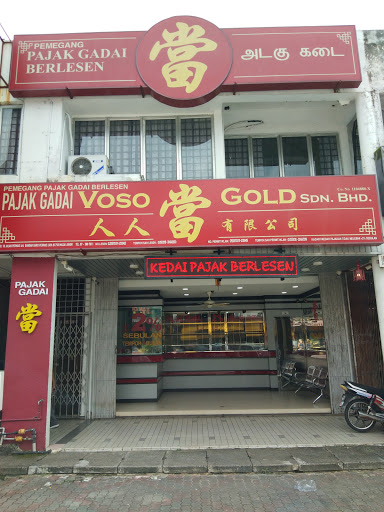 PEMEGANG
PAJAK GADAI
BERLESEN
當
அடகு கடை
PEMEGANG PAJAK GADAI BERLESEN
PAJAK GADAI VOSO 當 GOLD SDN. BHD.
人人 有限公司
KEDAI PAJAK BERLESEN
PAJAK
GADAI
當
SEBULAN